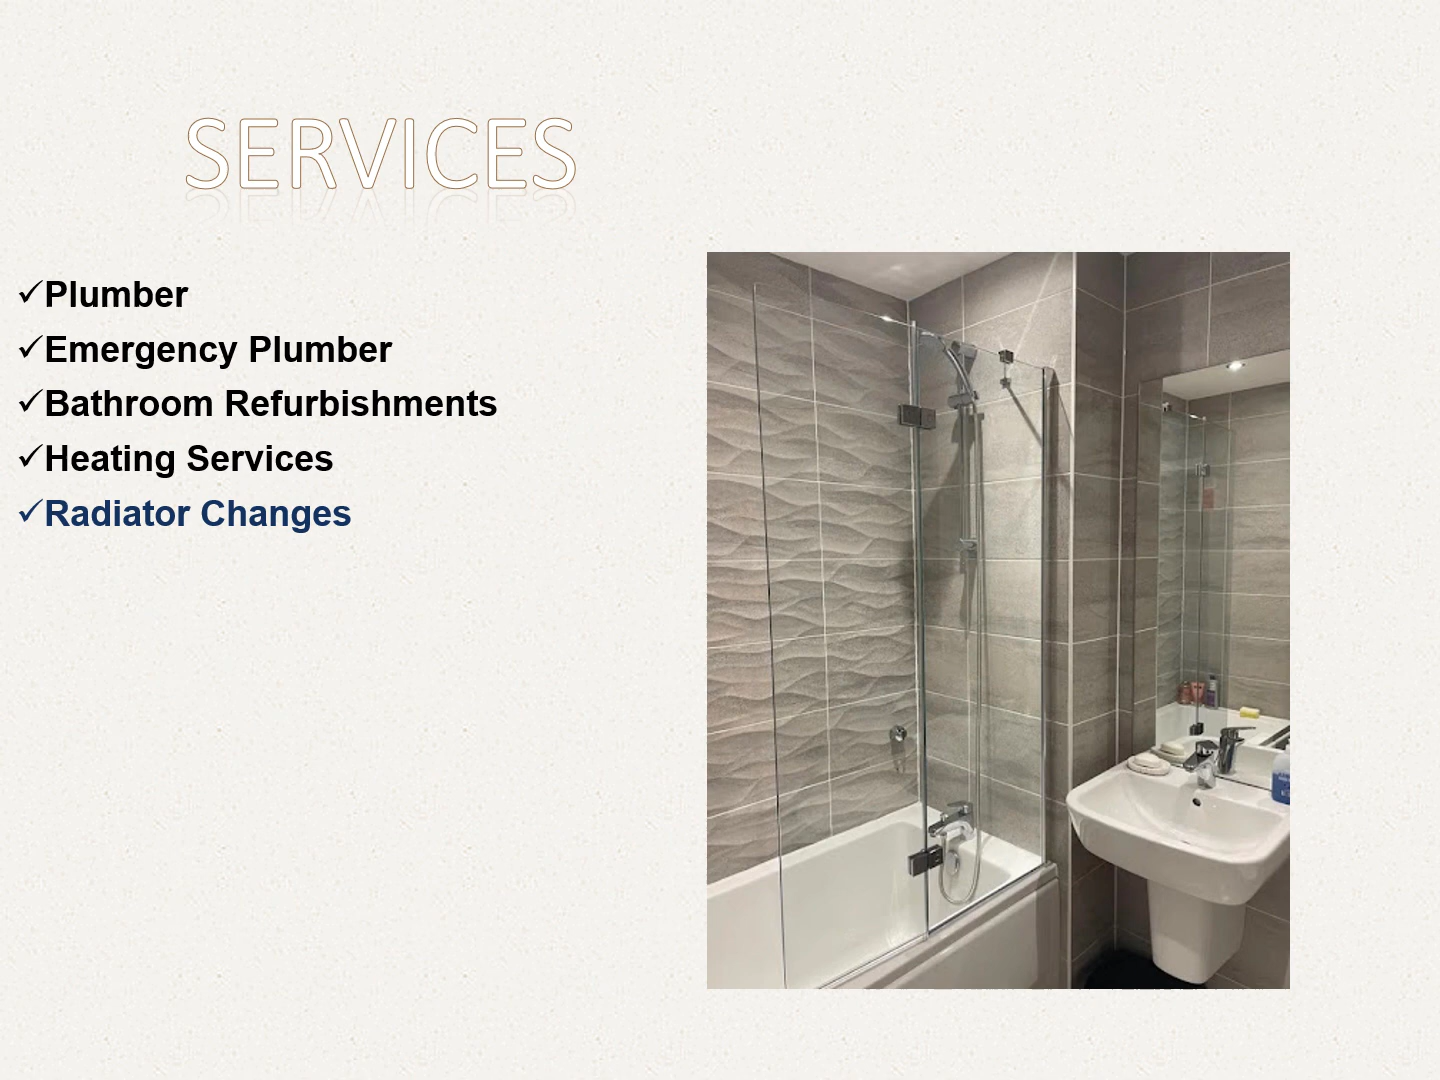 SERVICES
✓Plumber
✓Emergency Plumber
✓Bathroom Refurbishments
✓Heating Services
✓Radiator Changes